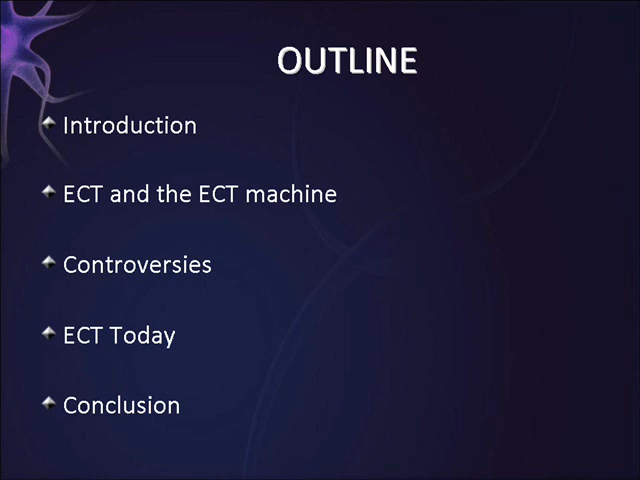 OUTLINE
Introduction
ECT and the ECT machine
Controversies
ECT Today
Conclusion